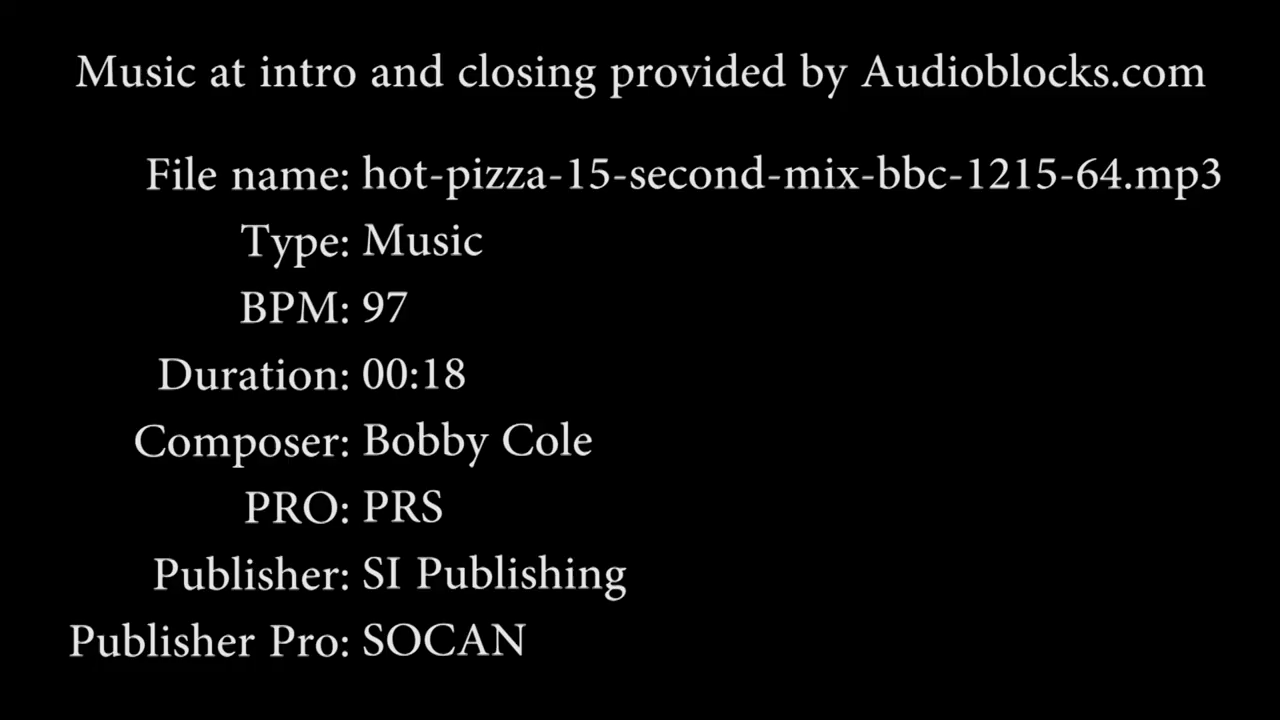 Music at intro and closing provided by Audioblocks.com
File name: hot-pizza-15-second-mix-bbc-1215-64.mp3
Type: Music
BPM: 97
Duration: 00:18
Composer: Bobby Cole
PRO: PRS
Publisher: SI Publishing
Publisher Pro: SOCAN